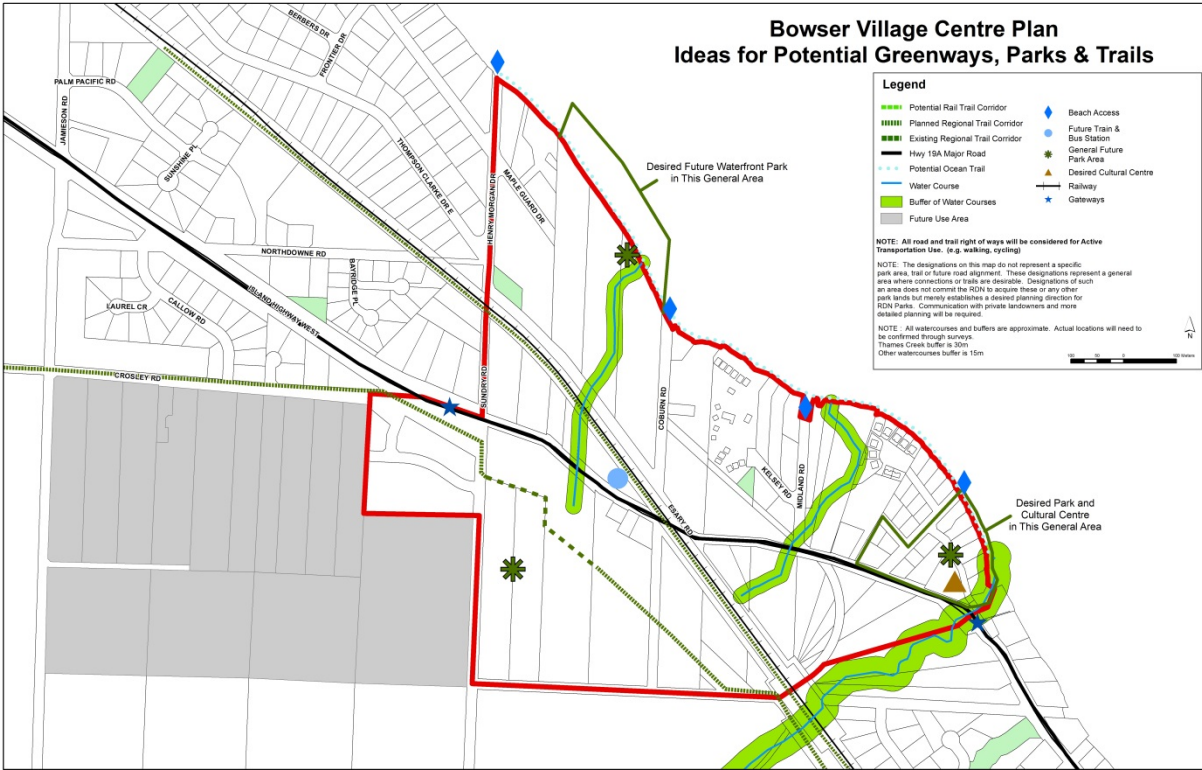 Bowser Village Centre Plan
Ideas for Potential Greenways, Parks & Trails
Legend
Potential Rail Trail Corridor
Planned Regional Trail Corridor
Existing Regional Trail Corridor
Hwy 19A Major Road
Potential Ocean Trail
Water Course
Buffer of Water Courses
Future Use Area
Beach Access
Future Train &
Bus Station
General Future
Park Area
Desired Cultural Centre
Railway
Gateways
NOTE: All road and trail right of ways will be considered for Active
Transportation Use. (e.g. walking, cycling)
NOTE: The designations on this map do not represent a specific
park area, trail or future road alignment. These designations represent a general
area where connections or trails are desirable. Designations of such
an area does not commit the RDN to acquire these or any other
park lands but merely establishes a desired planning direction for
RDN Parks. Communication with private landowners and more
detailed planning will be required.
NOTE : All watercourses and buffers are approximate. Actual locations will need to
be confirmed through surveys.
Thames Creek buffer is 30m
Other watercourses buffer is 15m
N
100 50 0 100 Meters
BERBERS DR
FRONTIER DR
PALM PACIFIC RD
JAMIESON RD
SUNSHINE PL
THOMPSON CLARKE DR E
HENRY MORGAN DR
MAPLE GUARD DR
Desired Future Waterfront Park
in This General Area
NORTHDOWNE RD
BAYRIDGE PL
ISLAND HIGHWAY WEST
LAUREL CR
CALLOW RD
CROSLEY RD
SUNDRY RD
COBURN RD
KELSEY RD
MIDLAND RD
ESARY RD
Desired Park and
Cultural Centre
in This General Area